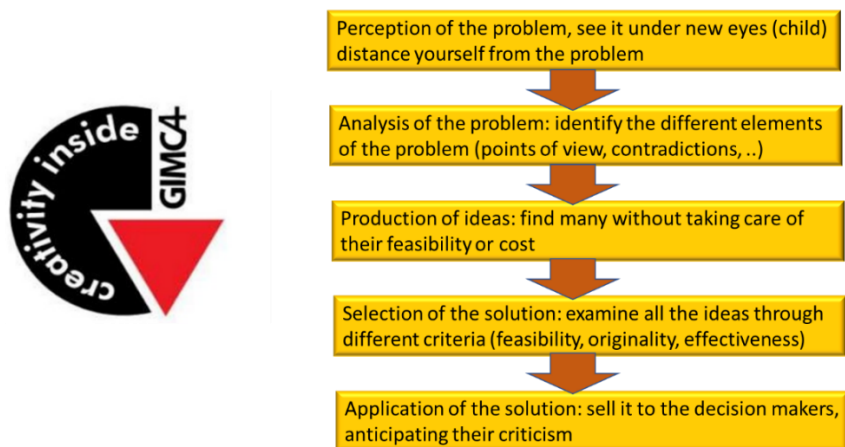 creativity inside
GIMCA
Perception of the problem, see it under new eyes (child)
distance yourself from the problem
Analysis of the problem: identify the different elements
of the problem (points of view, contradictions, ..)
Production of ideas: find many without taking care of
their feasibility or cost
Selection of the solution: examine all the ideas through
different criteria (feasibility, originality, effectiveness)
Application of the solution: sell it to the decision makers,
anticipating their criticism